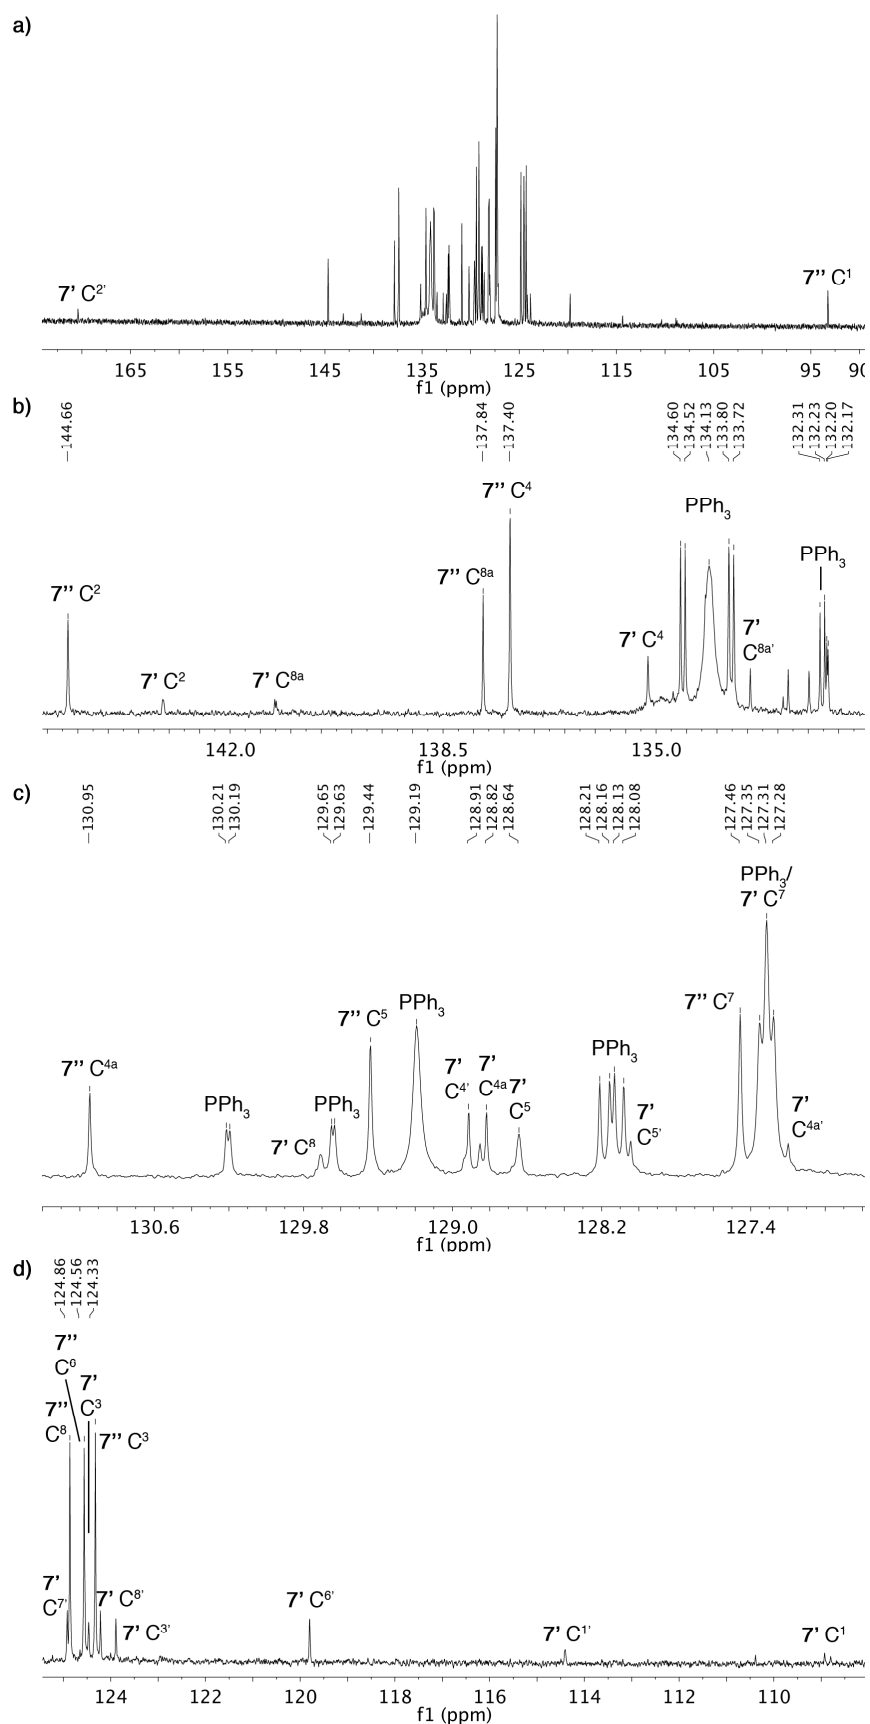 a)
7' C2'
7'' C1
165 155 145 135 125 115 105 95 90
f1 (ppm)
b)
144.66 137.84 137.40 134.60 134.52 134.13 133.80 133.72 132.31 132.23 132.20 132.17
7'' C4
PPh3
PPh3
7'' C8a
7'' C2
7' C4
7'
C8a'
7' C2
7' C8a
142.0 138.5 135.0
f1 (ppm)
c)
130.95 130.21 130.19 129.65 129.63 129.44 129.19 128.91 128.82 128.64 128.21 128.16 128.13 128.08 127.46 127.35 127.31 127.28
PPh3/
7' C7
7'' C7
PPh3
7'' C5
PPh3
7'' C4a
7'
C4'
7'
C4a
7'
C5
PPh3
PPh3
7' C8
7'
C5'
7'
C4a'
130.6 129.8 129.0 128.2 127.4
f1 (ppm)
d)
124.86 124.56 124.33
7''
C6
7'
C3
7''
C8
7'' C3
7'
C7'
7' C8'
7' C3'
7' C6'
7' C1'
7' C1
124 122 120 118 116 114 112 110
f1 (ppm)